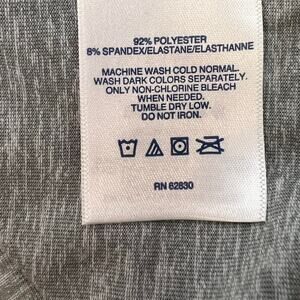 92% POLYESTER
8% SPANDEX/ELASTANE/ELASTHANNE
MACHINE WASH COLD NORMAL.
WASH DARK COLORS SEPARATELY.
ONLY NON-CHLORINE BLEACH
WHEN NEEDED.
TUMBLE DRY LOW.
DO NOT IRON.
RN 62830